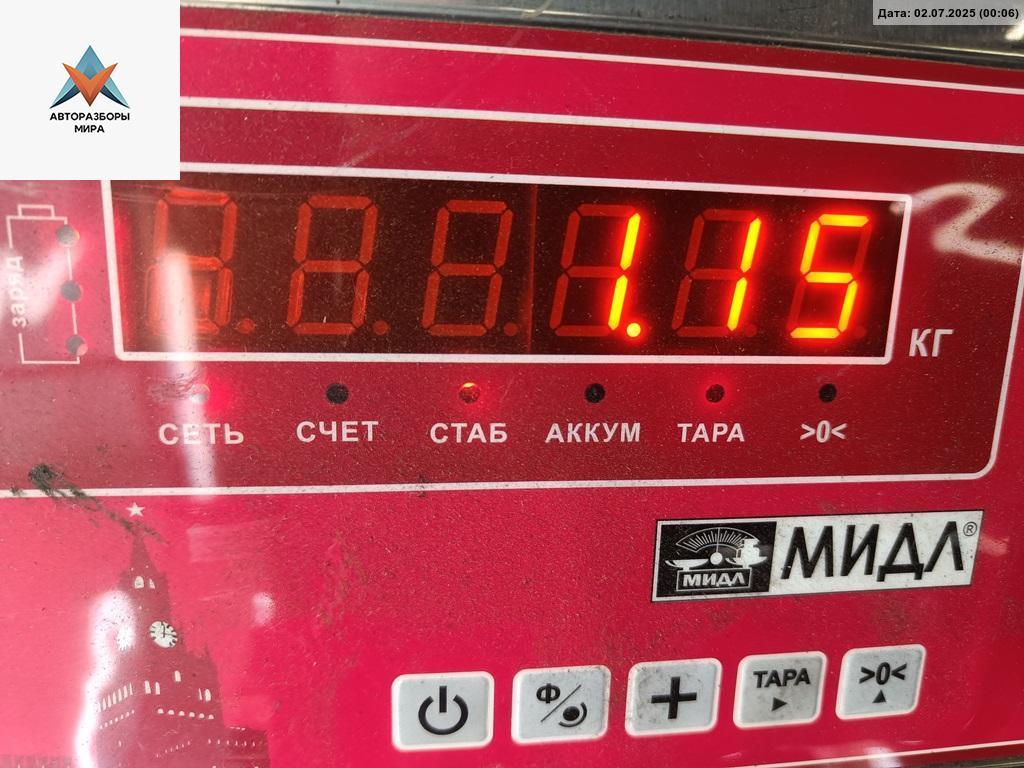 Дата: 02.07.2025 (00:06)
АВТОРАЗБОРЫ
МИРА
заряд
1.15
КГ
СЕТЬ СЧЕТ СТАБ АККУМ ТАРА >0<
МИДЛ МИДЛ®
Ф ТАРА >0<